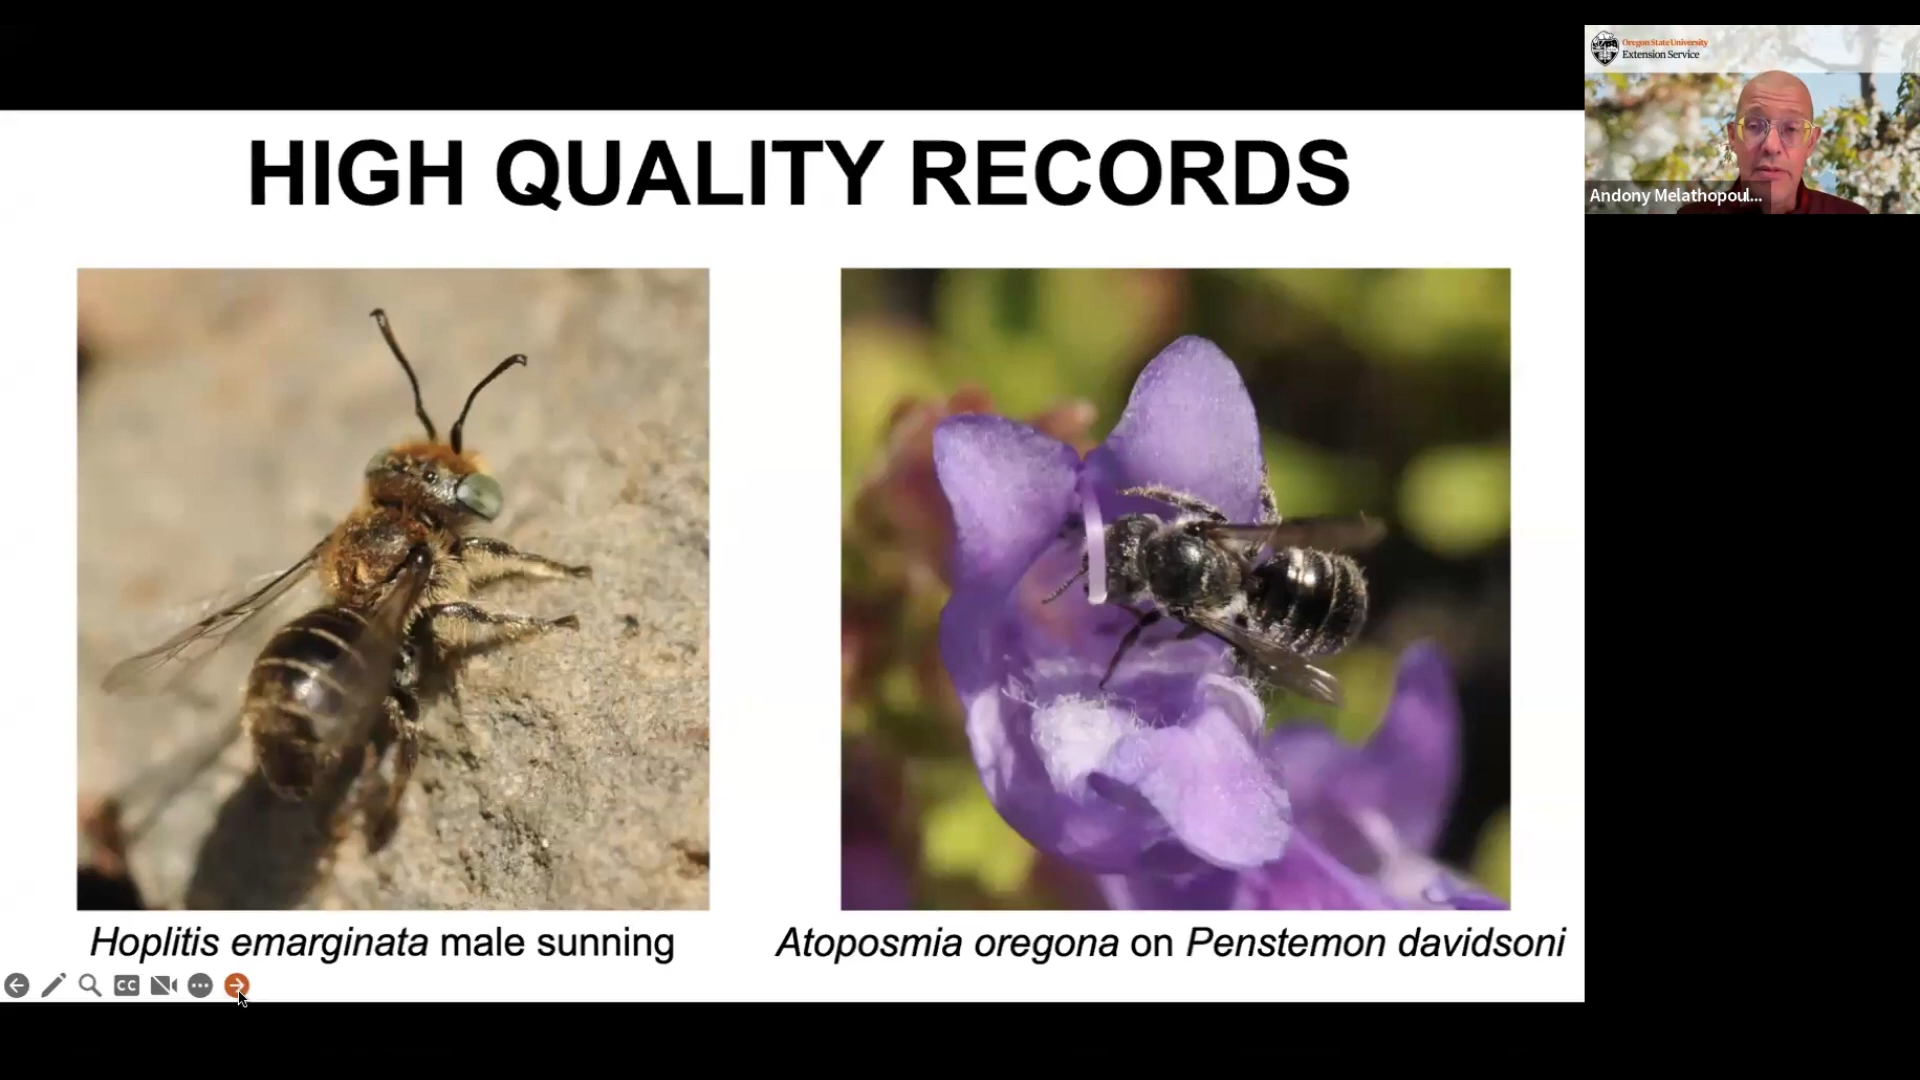 Oregon State University
Extension Service
Andony Melathopoul...
HIGH QUALITY RECORDS
Hoplitis emarginata male sunning
Atoposmia oregona on Penstemon davidsoni
CC